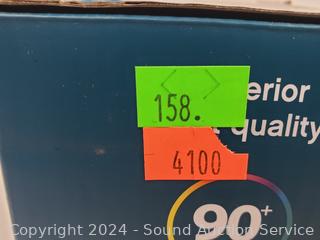 erior
158.
quality
4100
90+
Copyright © 2024 - Sound Auction Service